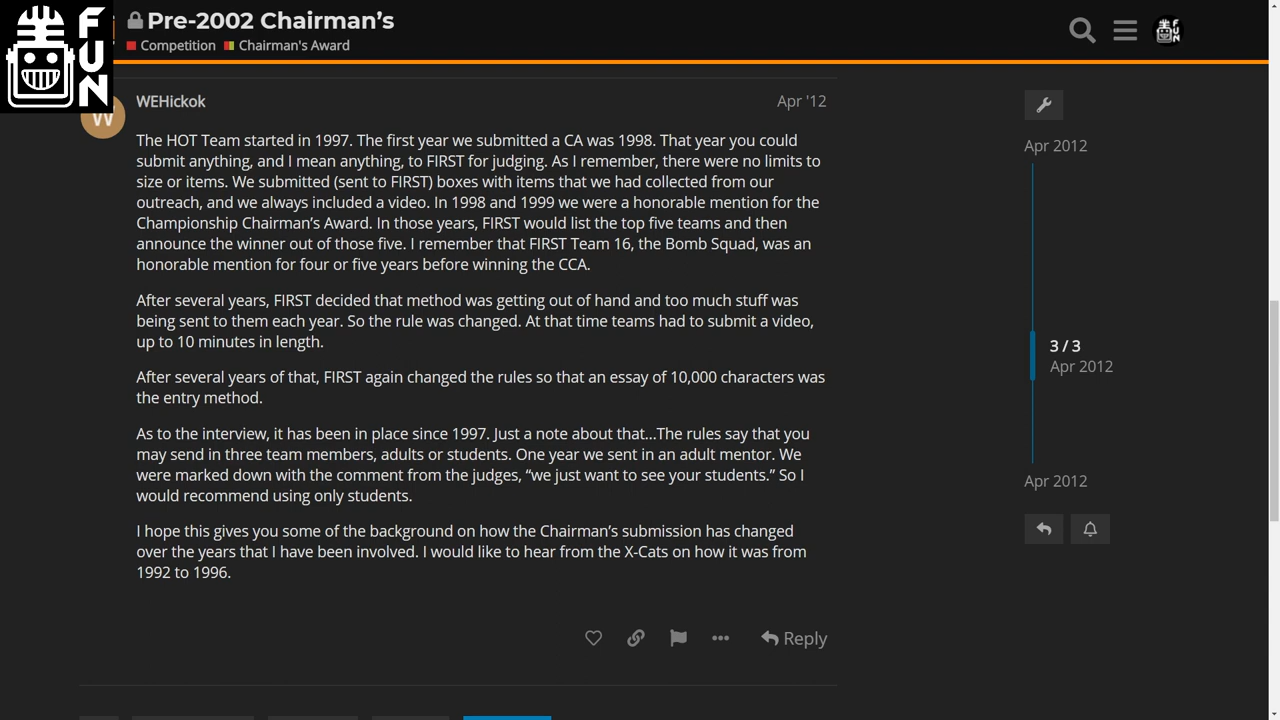 FUN
Pre-2002 Chairman’s
Competition Chairman's Award
FUN
W
WEHickok
Apr '12
The HOT Team started in 1997. The first year we submitted a CA was 1998. That year you could
submit anything, and I mean anything, to FIRST for judging. As I remember, there were no limits to
size or items. We submitted (sent to FIRST) boxes with items that we had collected from our
outreach, and we always included a video. In 1998 and 1999 we were a honorable mention for the
Championship Chairman’s Award. In those years, FIRST would list the top five teams and then
announce the winner out of those five. I remember that FIRST Team 16, the Bomb Squad, was an
honorable mention for four or five years before winning the CCA.
After several years, FIRST decided that method was getting out of hand and too much stuff was
being sent to them each year. So the rule was changed. At that time teams had to submit a video,
up to 10 minutes in length.
After several years of that, FIRST again changed the rules so that an essay of 10,000 characters was
the entry method.
As to the interview, it has been in place since 1997. Just a note about that…The rules say that you
may send in three team members, adults or students. One year we sent in an adult mentor. We
were marked down with the comment from the judges, “we just want to see your students.” So I
would recommend using only students.
I hope this gives you some of the background on how the Chairman’s submission has changed
over the years that I have been involved. I would like to hear from the X-Cats on how it was from
1992 to 1996.
Reply
Apr 2012
3 / 3
Apr 2012
Apr 2012